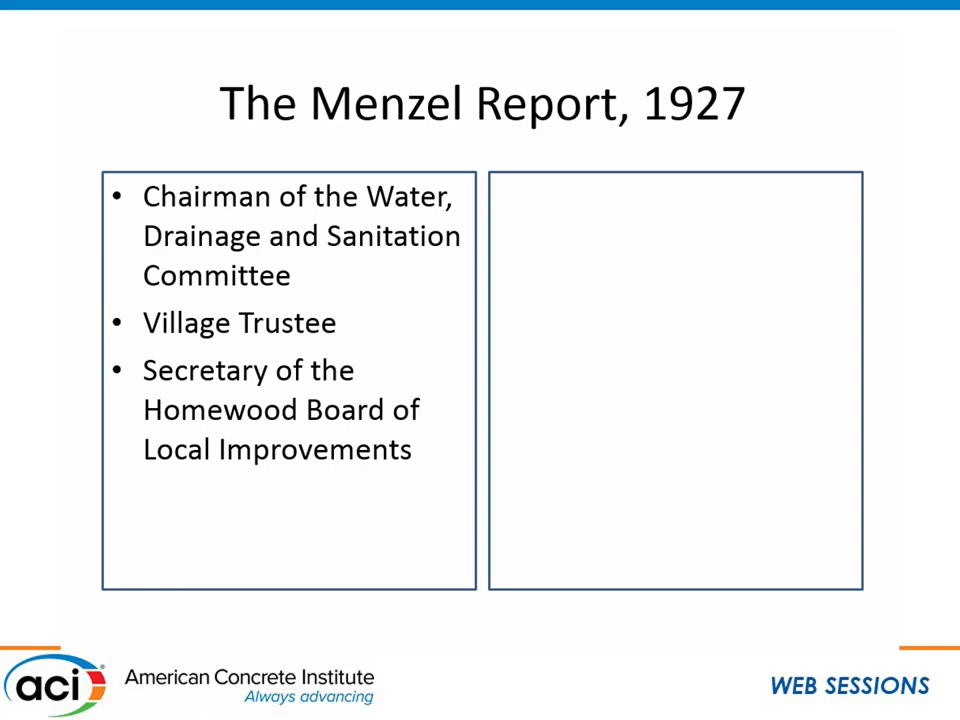 The Menzel Report, 1927
• Chairman of the Water,
Drainage and Sanitation
Committee
• Village Trustee
• Secretary of the
Homewood Board of
Local Improvements
aci
American Concrete Institute
Always advancing
WEB SESSIONS